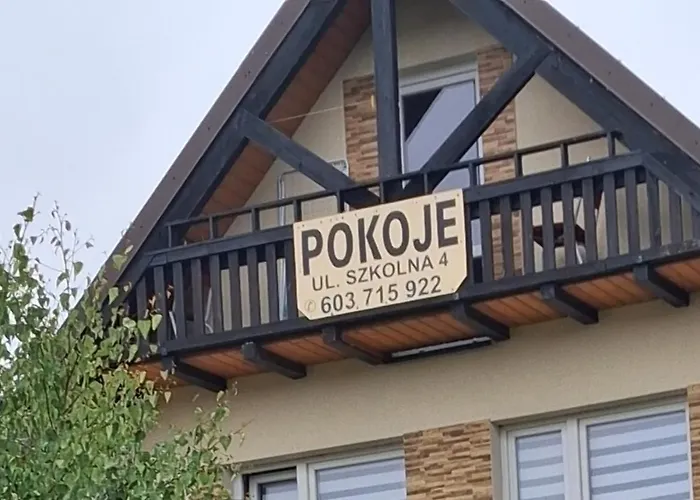 POKOJE
UL. SZKOLNA 4
✆ 603 715 922